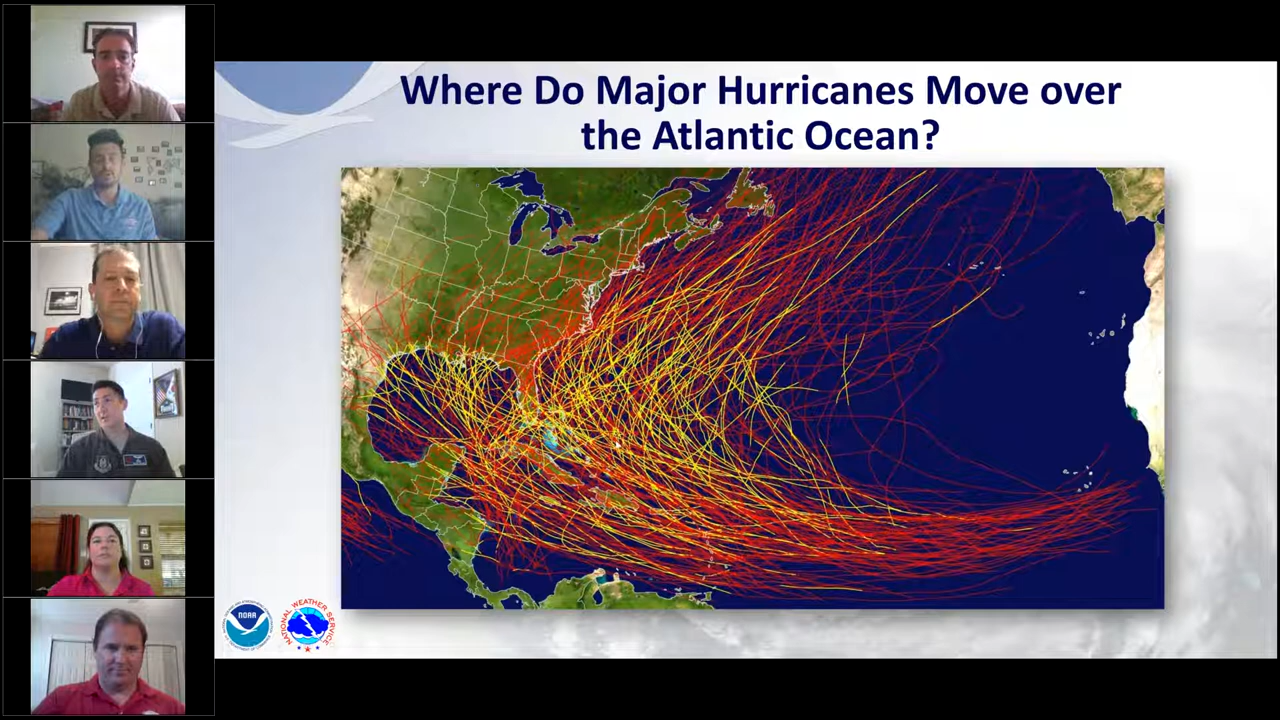 Where Do Major Hurricanes Move over
the Atlantic Ocean?
NOAA
NATIONAL WEATHER SERVICE